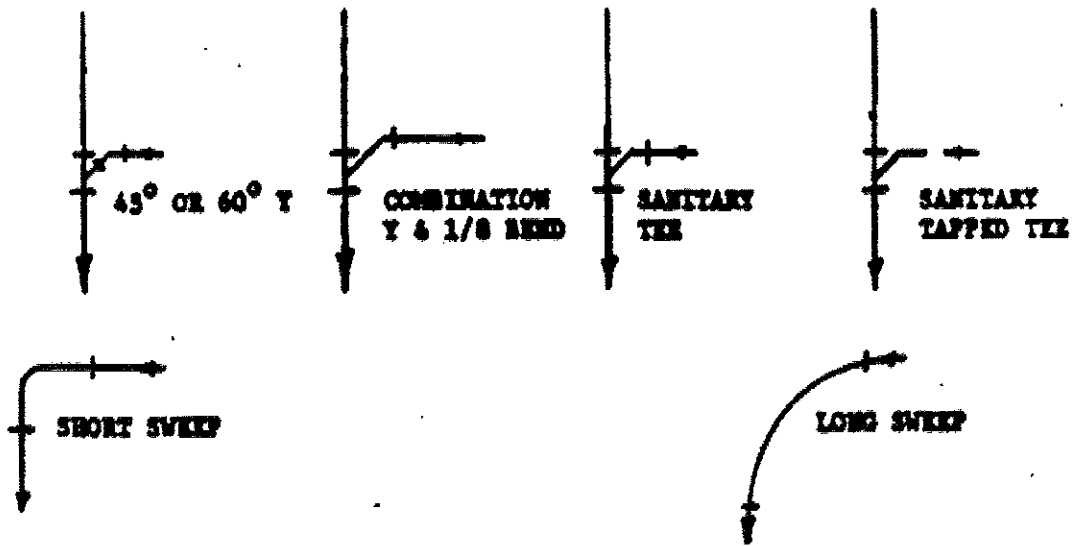 45° OR 60° Y
COMBINATION
Y & 1/8 BEND
SANITARY
TEE
SANITARY
TAPPED TEE
SHORT SWEEP
LONG SWEEP